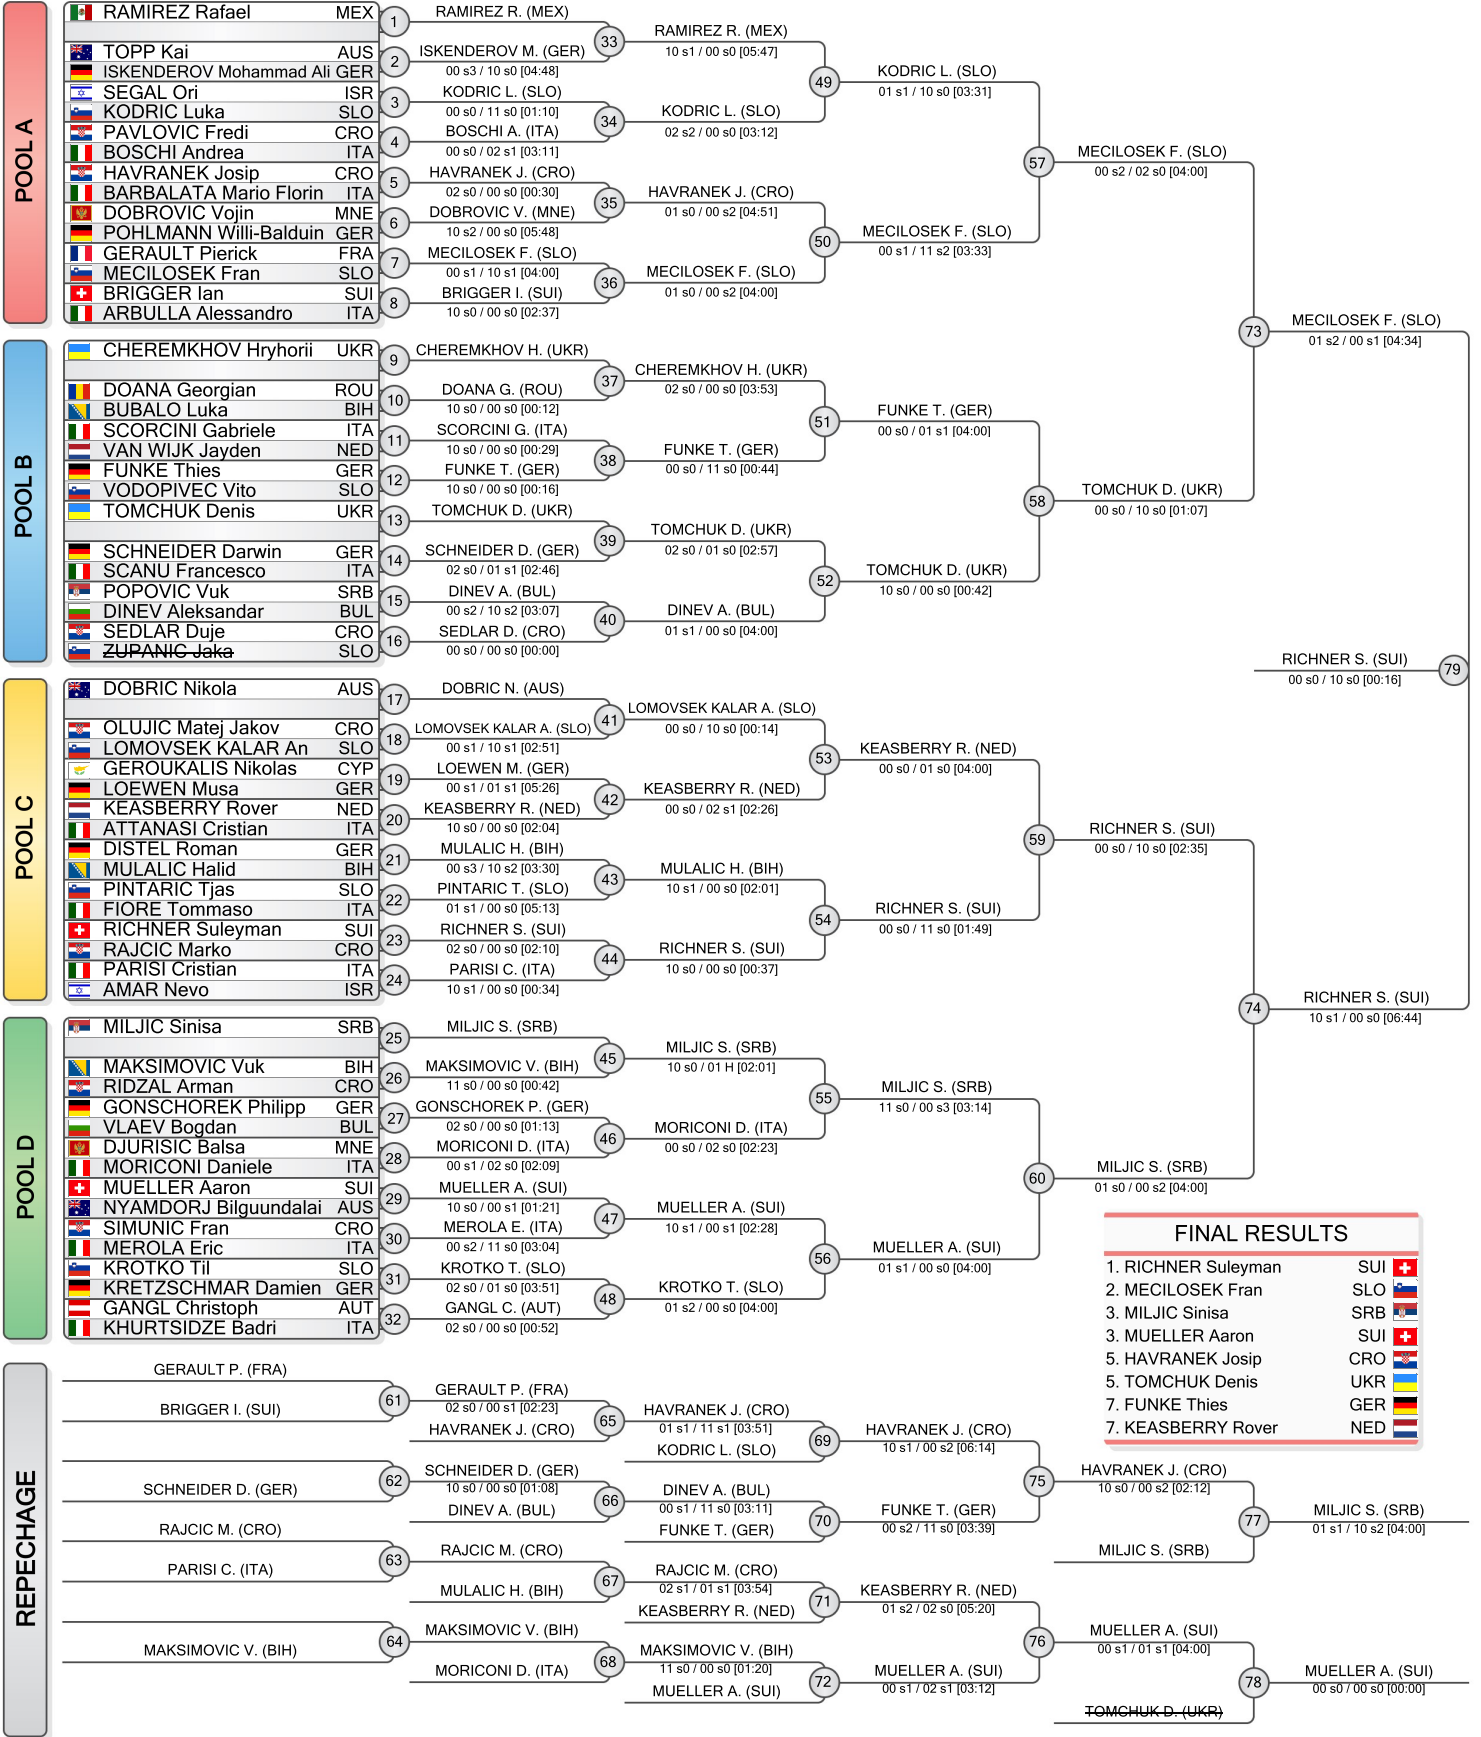 POOL A
RAMIREZ Rafael MEX
TOPP Kai AUS
ISKENDEROV Mohammad Ali GER
SEGAL Ori ISR
KODRIC Luka SLO
PAVLOVIC Fredi CRO
BOSCHI Andrea ITA
HAVRANEK Josip CRO
BARBALATA Mario Florin ITA
DOBROVIC Vojin MNE
POHLMANN Willi-Balduin GER
GERAULT Pierick FRA
MECILOSEK Fran SLO
BRIGGER Ian SUI
ARBULLA Alessandro ITA
1 RAMIREZ R. (MEX)
2 ISKENDEROV M. (GER)
00 s3 / 10 s0 [04:48]
3 KODRIC L. (SLO)
00 s0 / 11 s0 [01:10]
4 BOSCHI A. (ITA)
00 s0 / 02 s1 [03:11]
5 HAVRANEK J. (CRO)
02 s0 / 00 s0 [00:30]
6 DOBROVIC V. (MNE)
10 s2 / 00 s0 [05:48]
7 MECILOSEK F. (SLO)
00 s1 / 10 s1 [04:00]
8 BRIGGER I. (SUI)
10 s0 / 00 s0 [02:37]
33 RAMIREZ R. (MEX)
10 s1 / 00 s0 [05:47]
34 KODRIC L. (SLO)
02 s2 / 00 s0 [03:12]
35 HAVRANEK J. (CRO)
01 s0 / 00 s2 [04:51]
36 MECILOSEK F. (SLO)
01 s0 / 00 s2 [04:00]
49 KODRIC L. (SLO)
01 s1 / 10 s0 [03:31]
50 MECILOSEK F. (SLO)
00 s1 / 11 s2 [03:33]
57 MECILOSEK F. (SLO)
00 s2 / 02 s0 [04:00]
POOL B
CHEREMKHOV Hryhorii UKR
DOANA Georgian ROU
BUBALO Luka BIH
SCORCINI Gabriele ITA
VAN WIJK Jayden NED
FUNKE Thies GER
VODOPIVEC Vito SLO
TOMCHUK Denis UKR
SCHNEIDER Darwin GER
SCANU Francesco ITA
POPOVIC Vuk SRB
DINEV Aleksandar BUL
SEDLAR Duje CRO
ZUPANIC Jaka SLO
9 CHEREMKHOV H. (UKR)
10 DOANA G. (ROU)
10 s0 / 00 s0 [00:12]
11 SCORCINI G. (ITA)
10 s0 / 00 s0 [00:29]
12 FUNKE T. (GER)
10 s0 / 00 s0 [00:16]
13 TOMCHUK D. (UKR)
14 SCHNEIDER D. (GER)
02 s0 / 01 s1 [02:46]
15 DINEV A. (BUL)
00 s2 / 10 s2 [03:07]
16 SEDLAR D. (CRO)
00 s0 / 00 s0 [00:00]
37 CHEREMKHOV H. (UKR)
02 s0 / 00 s0 [03:53]
38 FUNKE T. (GER)
00 s0 / 11 s0 [00:44]
39 TOMCHUK D. (UKR)
02 s0 / 01 s0 [02:57]
40 DINEV A. (BUL)
01 s1 / 00 s0 [04:00]
51 FUNKE T. (GER)
00 s0 / 01 s1 [04:00]
52 TOMCHUK D. (UKR)
10 s0 / 00 s0 [00:42]
58 TOMCHUK D. (UKR)
00 s0 / 10 s0 [01:07]
73 MECILOSEK F. (SLO)
01 s2 / 00 s1 [04:34]
RICHNER S. (SUI) 79
00 s0 / 10 s0 [00:16]
POOL C
DOBRIC Nikola AUS
OLUJIC Matej Jakov CRO
LOMOVSEK KALAR An SLO
GEROUKALIS Nikolas CYP
LOEWEN Musa GER
KEASBERRY Rover NED
ATTANASI Cristian ITA
DISTEL Roman GER
MULALIC Halid BIH
PINTARIC Tjas SLO
FIORE Tommaso ITA
RICHNER Suleyman SUI
RAJCIC Marko CRO
PARISI Cristian ITA
AMAR Nevo ISR
17 DOBRIC N. (AUS)
18 LOMOVSEK KALAR A. (SLO)
00 s1 / 10 s1 [02:51]
19 LOEWEN M. (GER)
00 s1 / 01 s1 [05:26]
20 KEASBERRY R. (NED)
10 s0 / 00 s0 [02:04]
21 MULALIC H. (BIH)
00 s3 / 10 s2 [03:30]
22 PINTARIC T. (SLO)
01 s1 / 00 s0 [05:13]
23 RICHNER S. (SUI)
02 s0 / 00 s0 [02:10]
24 PARISI C. (ITA)
10 s1 / 00 s0 [00:34]
41 LOMOVSEK KALAR A. (SLO)
00 s0 / 10 s0 [00:14]
42 KEASBERRY R. (NED)
00 s0 / 02 s1 [02:26]
43 MULALIC H. (BIH)
10 s1 / 00 s0 [02:01]
44 RICHNER S. (SUI)
10 s0 / 00 s0 [00:37]
53 KEASBERRY R. (NED)
00 s0 / 01 s0 [04:00]
54 RICHNER S. (SUI)
00 s0 / 11 s0 [01:49]
59 RICHNER S. (SUI)
00 s0 / 10 s0 [02:35]
74 RICHNER S. (SUI)
10 s1 / 00 s0 [06:44]
POOL D
MILJIC Sinisa SRB
MAKSIMOVIC Vuk BIH
RIDZAL Arman CRO
GONSCHOREK Philipp GER
VLAEV Bogdan BUL
DJURISIC Balsa MNE
MORICONI Daniele ITA
MUELLER Aaron SUI
NYAMDORJ Bilguundalai AUS
SIMUNIC Fran CRO
MEROLA Eric ITA
KROTKO Til SLO
KRETZSCHMAR Damien GER
GANGL Christoph AUT
KHURTSIDZE Badri ITA
25 MILJIC S. (SRB)
26 MAKSIMOVIC V. (BIH)
11 s0 / 00 s0 [00:42]
27 GONSCHOREK P. (GER)
02 s0 / 00 s0 [01:13]
28 MORICONI D. (ITA)
00 s1 / 02 s0 [02:09]
29 MUELLER A. (SUI)
10 s0 / 00 s1 [01:21]
30 MEROLA E. (ITA)
00 s2 / 11 s0 [03:04]
31 KROTKO T. (SLO)
02 s0 / 01 s0 [03:51]
32 GANGL C. (AUT)
02 s0 / 00 s0 [00:52]
45 MILJIC S. (SRB)
10 s0 / 01 H [02:01]
46 MORICONI D. (ITA)
00 s0 / 02 s0 [02:23]
47 MUELLER A. (SUI)
10 s1 / 00 s1 [02:28]
48 KROTKO T. (SLO)
01 s2 / 00 s0 [04:00]
55 MILJIC S. (SRB)
11 s0 / 00 s3 [03:14]
56 MUELLER A. (SUI)
01 s1 / 00 s0 [04:00]
60 MILJIC S. (SRB)
01 s0 / 00 s2 [04:00]
FINAL RESULTS
1. RICHNER Suleyman SUI
2. MECILOSEK Fran SLO
3. MILJIC Sinisa SRB
3. MUELLER Aaron SUI
5. HAVRANEK Josip CRO
5. TOMCHUK Denis UKR
7. FUNKE Thies GER
7. KEASBERRY Rover NED
REPECHAGE
GERAULT P. (FRA)
BRIGGER I. (SUI)
SCHNEIDER D. (GER)
RAJCIC M. (CRO)
PARISI C. (ITA)
MAKSIMOVIC V. (BIH)
61 GERAULT P. (FRA)
02 s0 / 00 s1 [02:23]
HAVRANEK J. (CRO)
62 SCHNEIDER D. (GER)
10 s0 / 00 s0 [01:08]
DINEV A. (BUL)
63 RAJCIC M. (CRO)
MULALIC H. (BIH)
64 MAKSIMOVIC V. (BIH)
MORICONI D. (ITA)
65 HAVRANEK J. (CRO)
01 s1 / 11 s1 [03:51]
KODRIC L. (SLO)
66 DINEV A. (BUL)
00 s1 / 11 s0 [03:11]
FUNKE T. (GER)
67 RAJCIC M. (CRO)
02 s1 / 01 s1 [03:54]
KEASBERRY R. (NED)
68 MAKSIMOVIC V. (BIH)
11 s0 / 00 s0 [01:20]
MUELLER A. (SUI)
69 HAVRANEK J. (CRO)
10 s1 / 00 s2 [06:14]
70 FUNKE T. (GER)
00 s2 / 11 s0 [03:39]
71 KEASBERRY R. (NED)
01 s2 / 02 s0 [05:20]
72 MUELLER A. (SUI)
00 s1 / 02 s1 [03:12]
75 HAVRANEK J. (CRO)
10 s0 / 00 s2 [02:12]
MILJIC S. (SRB)
76 MUELLER A. (SUI)
00 s1 / 01 s1 [04:00]
TOMCHUK D. (UKR)
77 MILJIC S. (SRB)
01 s1 / 10 s2 [04:00]
78 MUELLER A. (SUI)
00 s0 / 00 s0 [00:00]